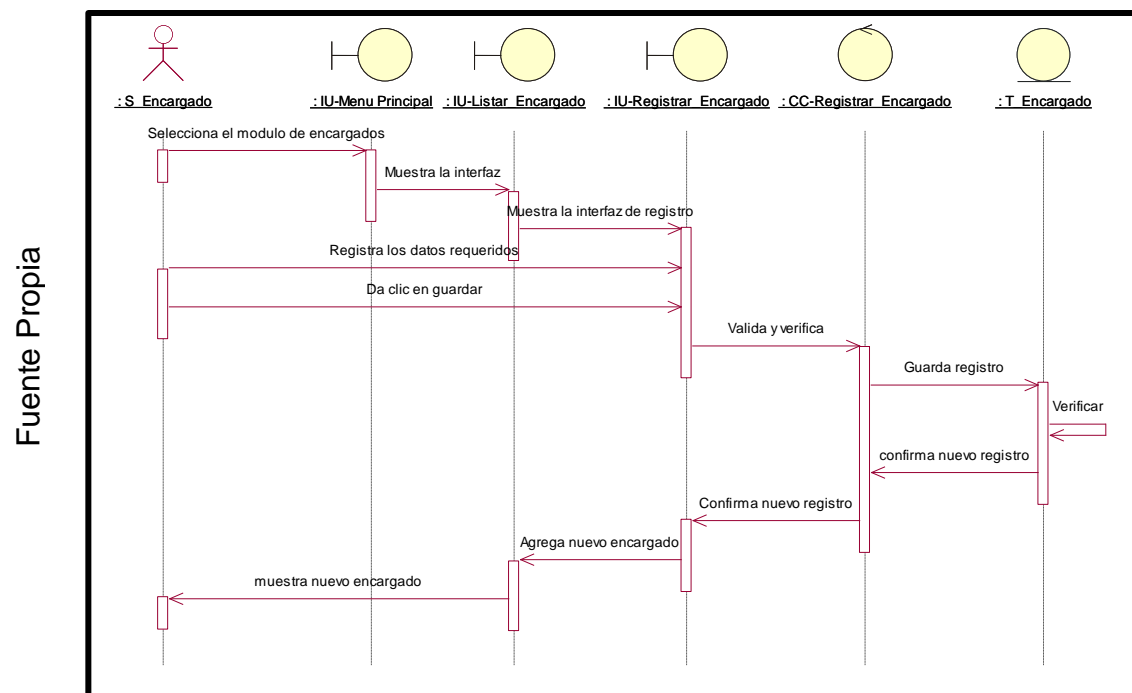 Fuente Propia
: S_Encargado
: IU-Menu Principal
: IU-Listar_Encargado
: IU-Registrar_Encargado
: CC-Registrar_Encargado
: T_Encargado
Selecciona el modulo de encargados
Muestra la interfaz
Muestra la interfaz de registro
Registra los datos requeridos
Da clic en guardar
Valida y verifica
Guarda registro
Verificar
confirma nuevo registro
Confirma nuevo registro
Agrega nuevo encargado
muestra nuevo encargado